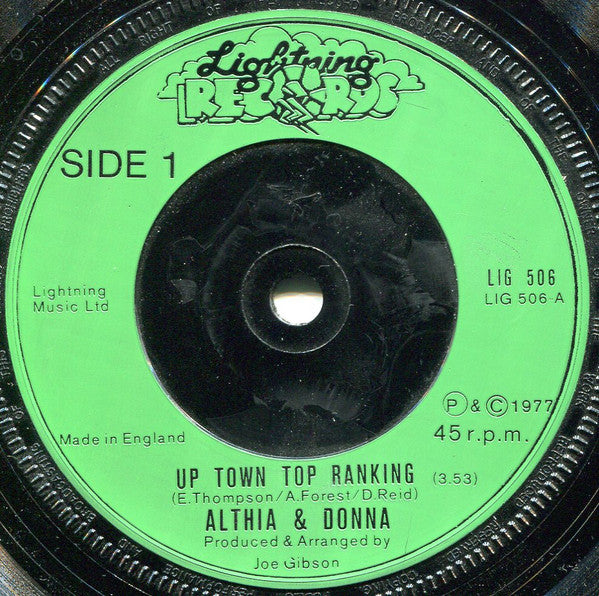 Lightning
RECORDS
SIDE 1
Lightning
Music Ltd
LIG 506
LIG 506-A
Ⓟ & © 1977
45 r.p.m.
Made in England
UP TOWN TOP RANKING (3.53)
(E.Thompson/A.Forest/D.Reid)
ALTHIA & DONNA
Produced & Arranged by
Joe Gibson